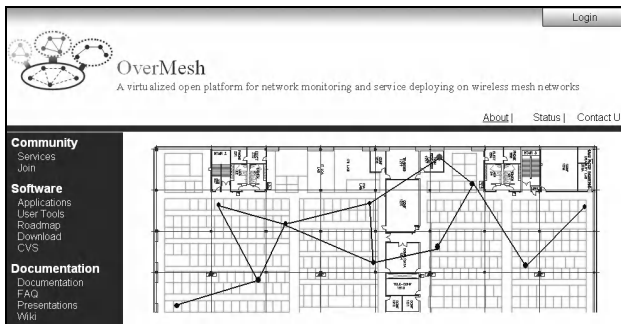 Login
OverMesh
A virtualized open platform for network monitoring and service deploying on wireless mesh networks
About | Status | Contact U
Community
Services
Join
Software
Applications
User Tools
Roadmap
Download
CVS
Documentation
Documentation
FAQ
Presentations
Wiki